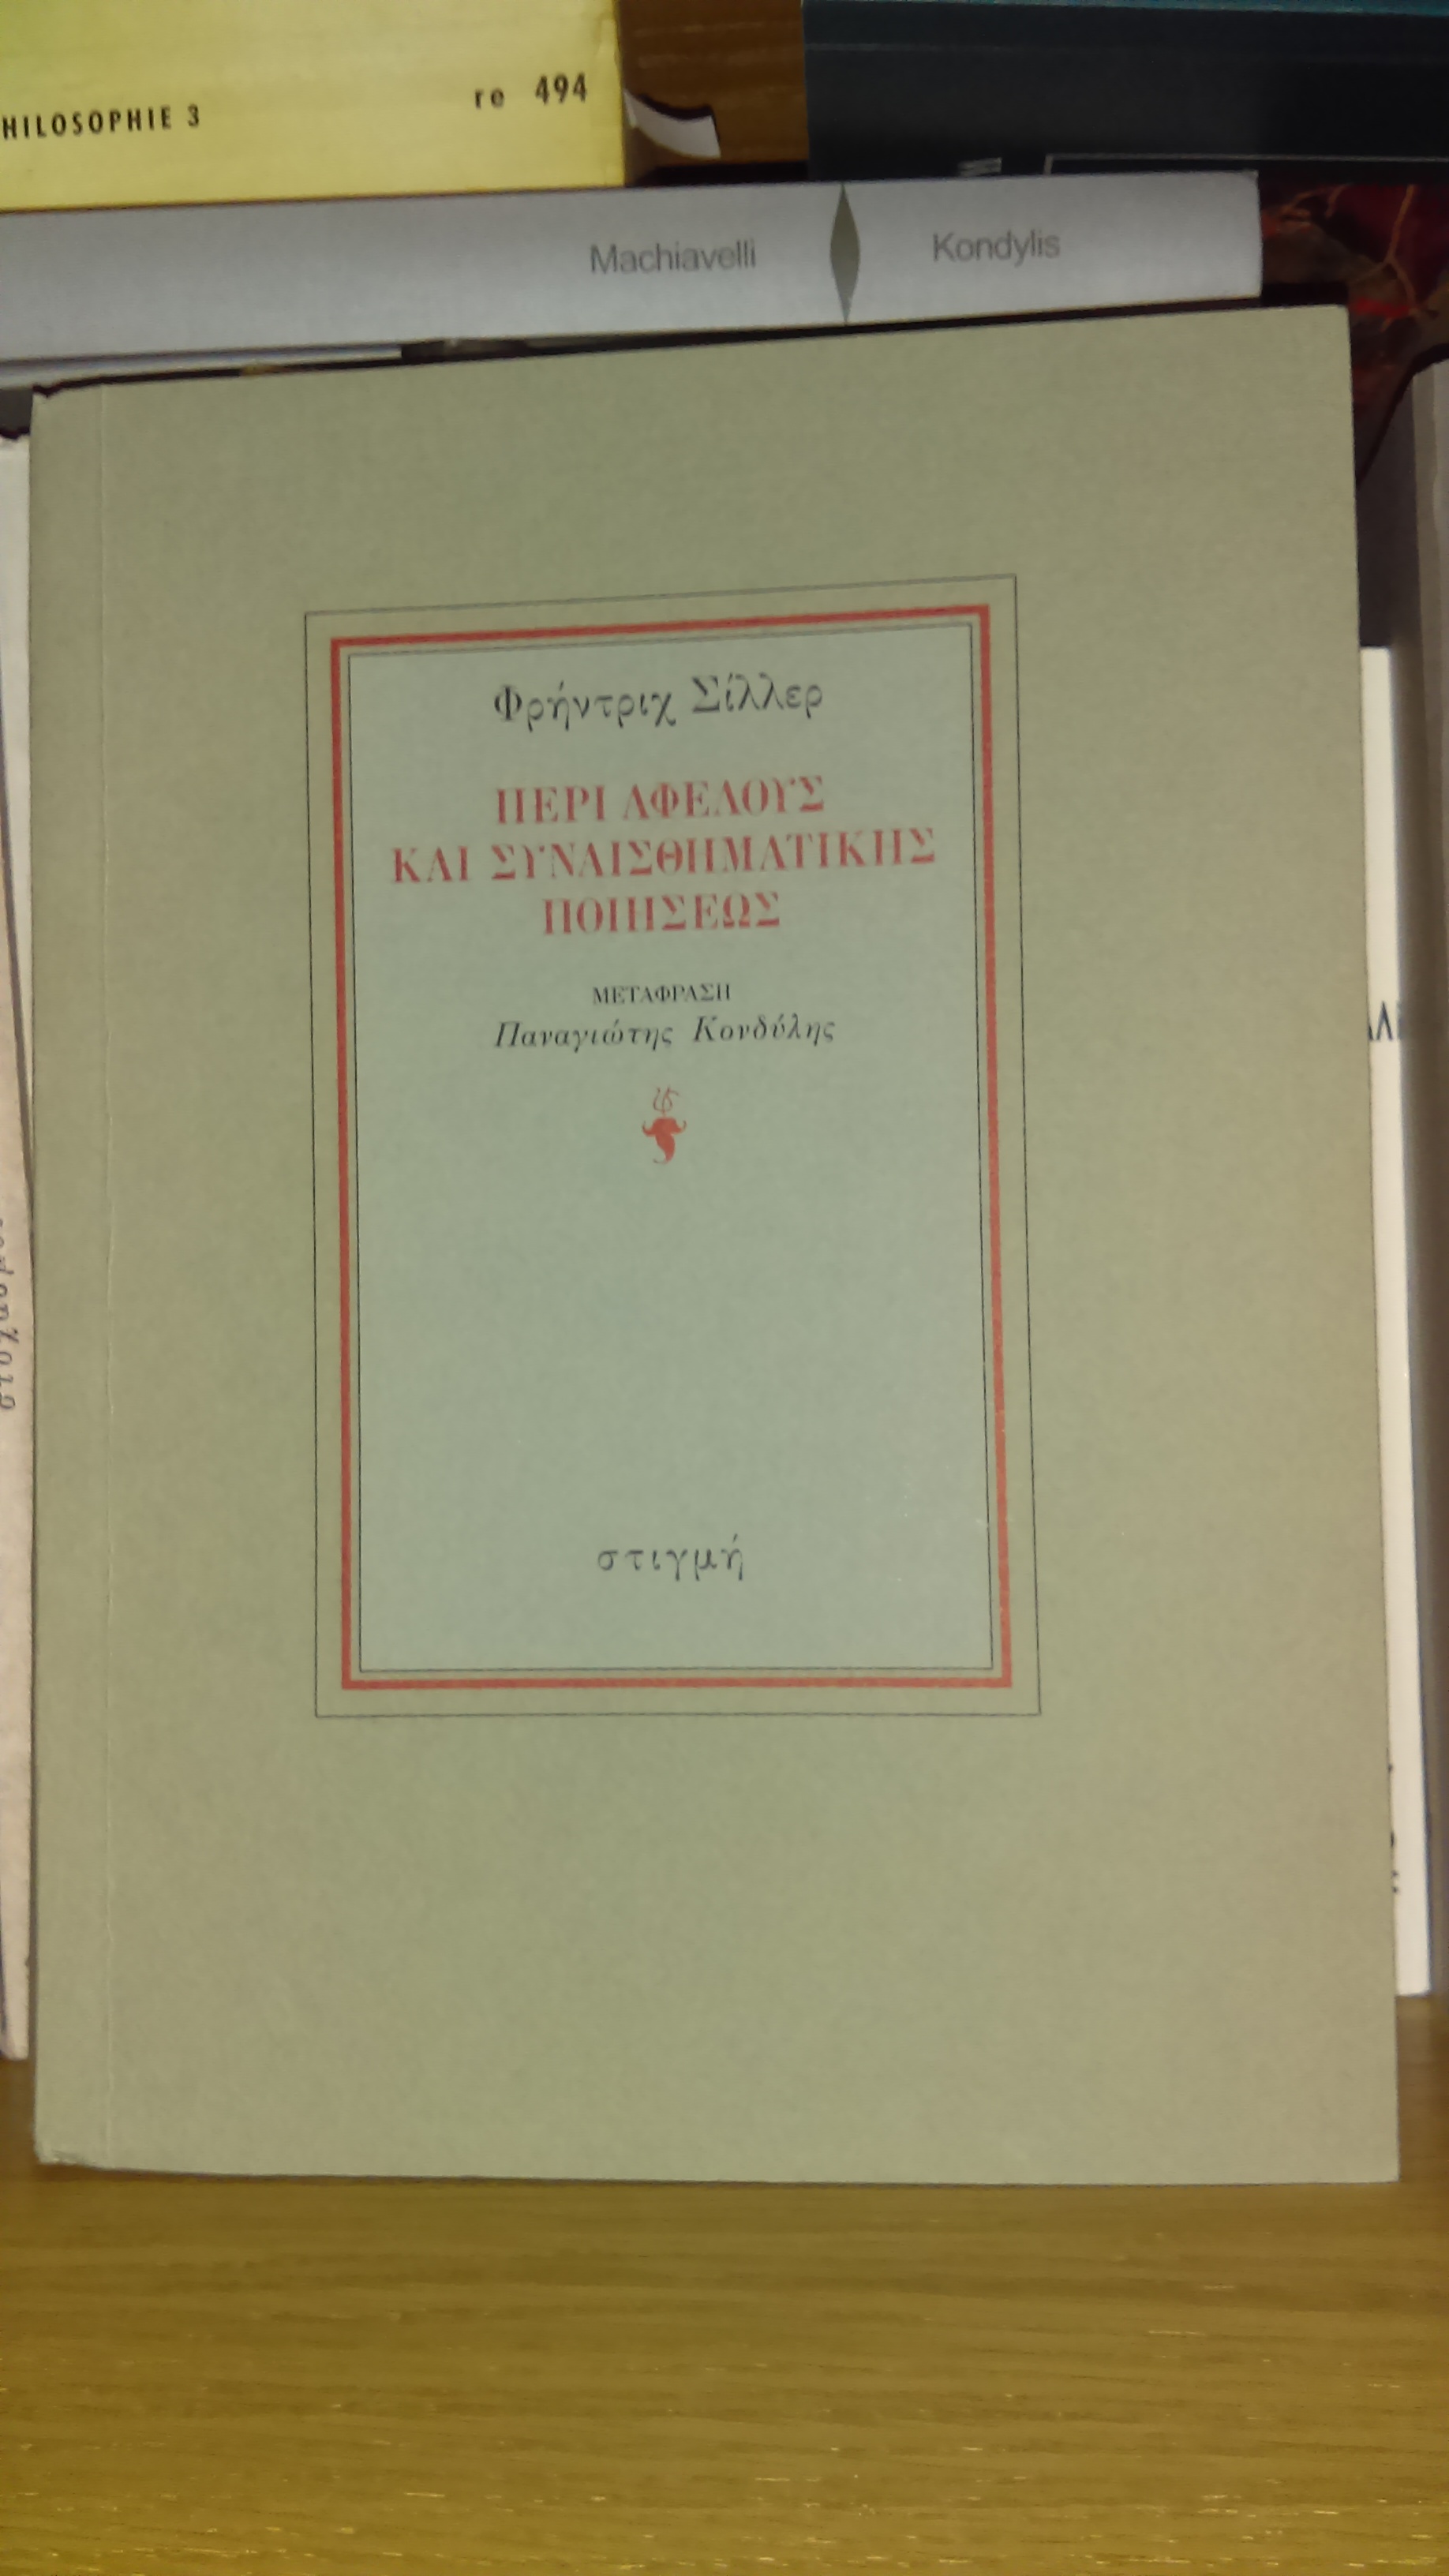 HILOSOPHIE 3 re 494
Machiavelli Kondylis
Φρήντριχ Σίλλερ
ΠΕΡΙ ΑΦΕΛΟΥΣ
ΚΑΙ ΣΥΝΑΙΣΘΗΜΑΤΙΚΗΣ
ΠΟΙΗΣΕΩΣ
ΜΕΤΑΦΡΑΣΗ
Παναγιώτης Κονδύλης
στιγμή